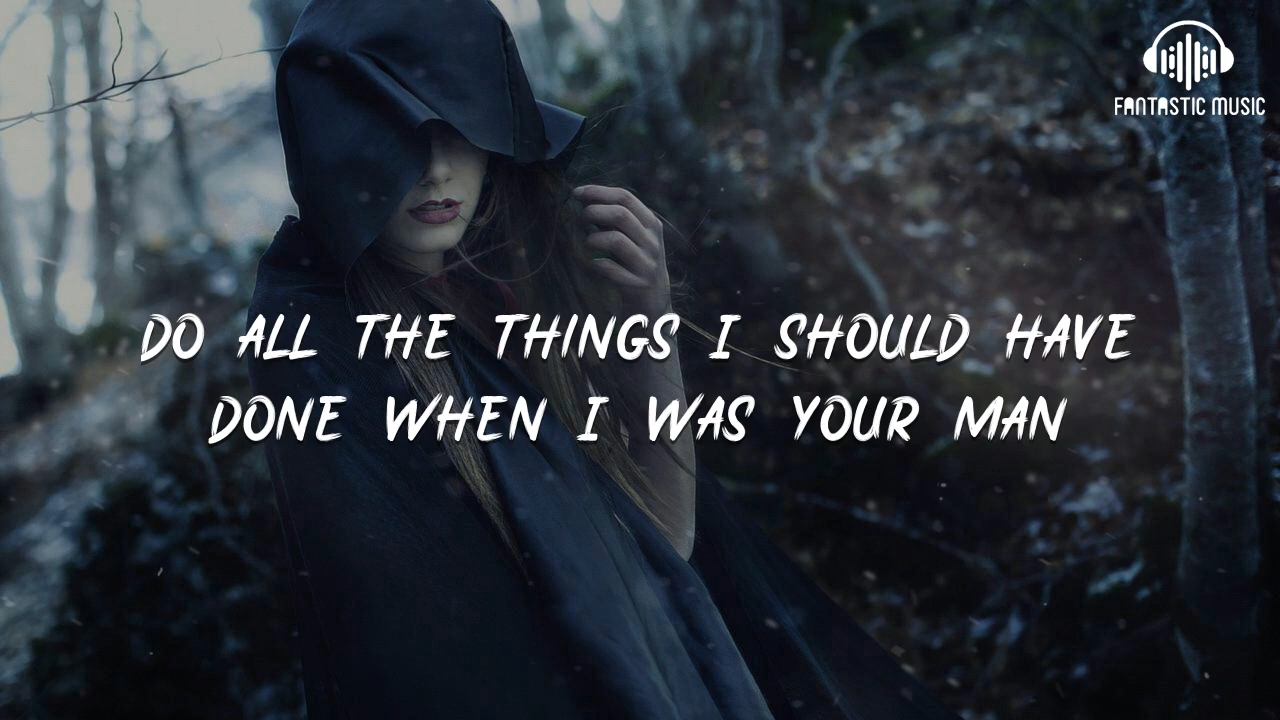 FANTASTIC MUSIC
DO ALL THE THINGS I SHOULD HAVE
DONE WHEN I WAS YOUR MAN